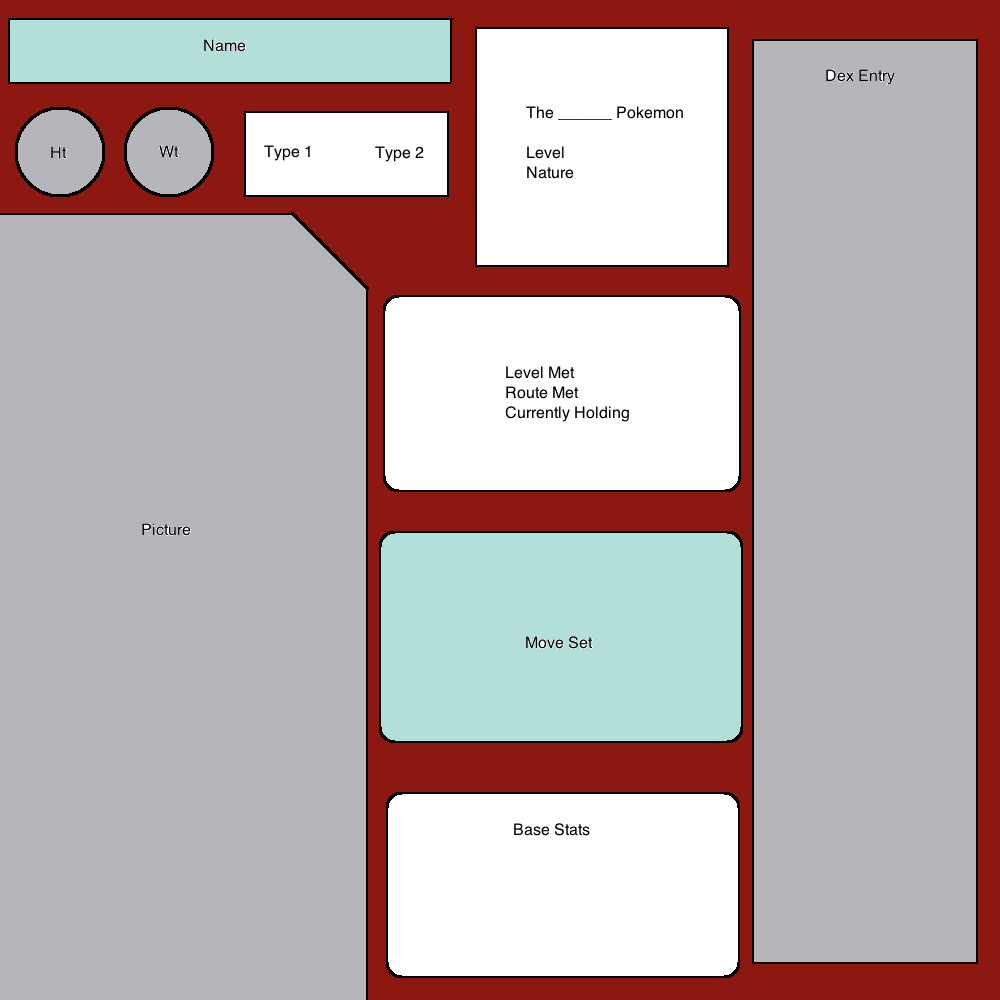 Name
Ht
Wt
Type 1
Type 2
The ______ Pokemon
Level
Nature
Dex Entry
Level Met
Route Met
Currently Holding
Picture
Move Set
Base Stats